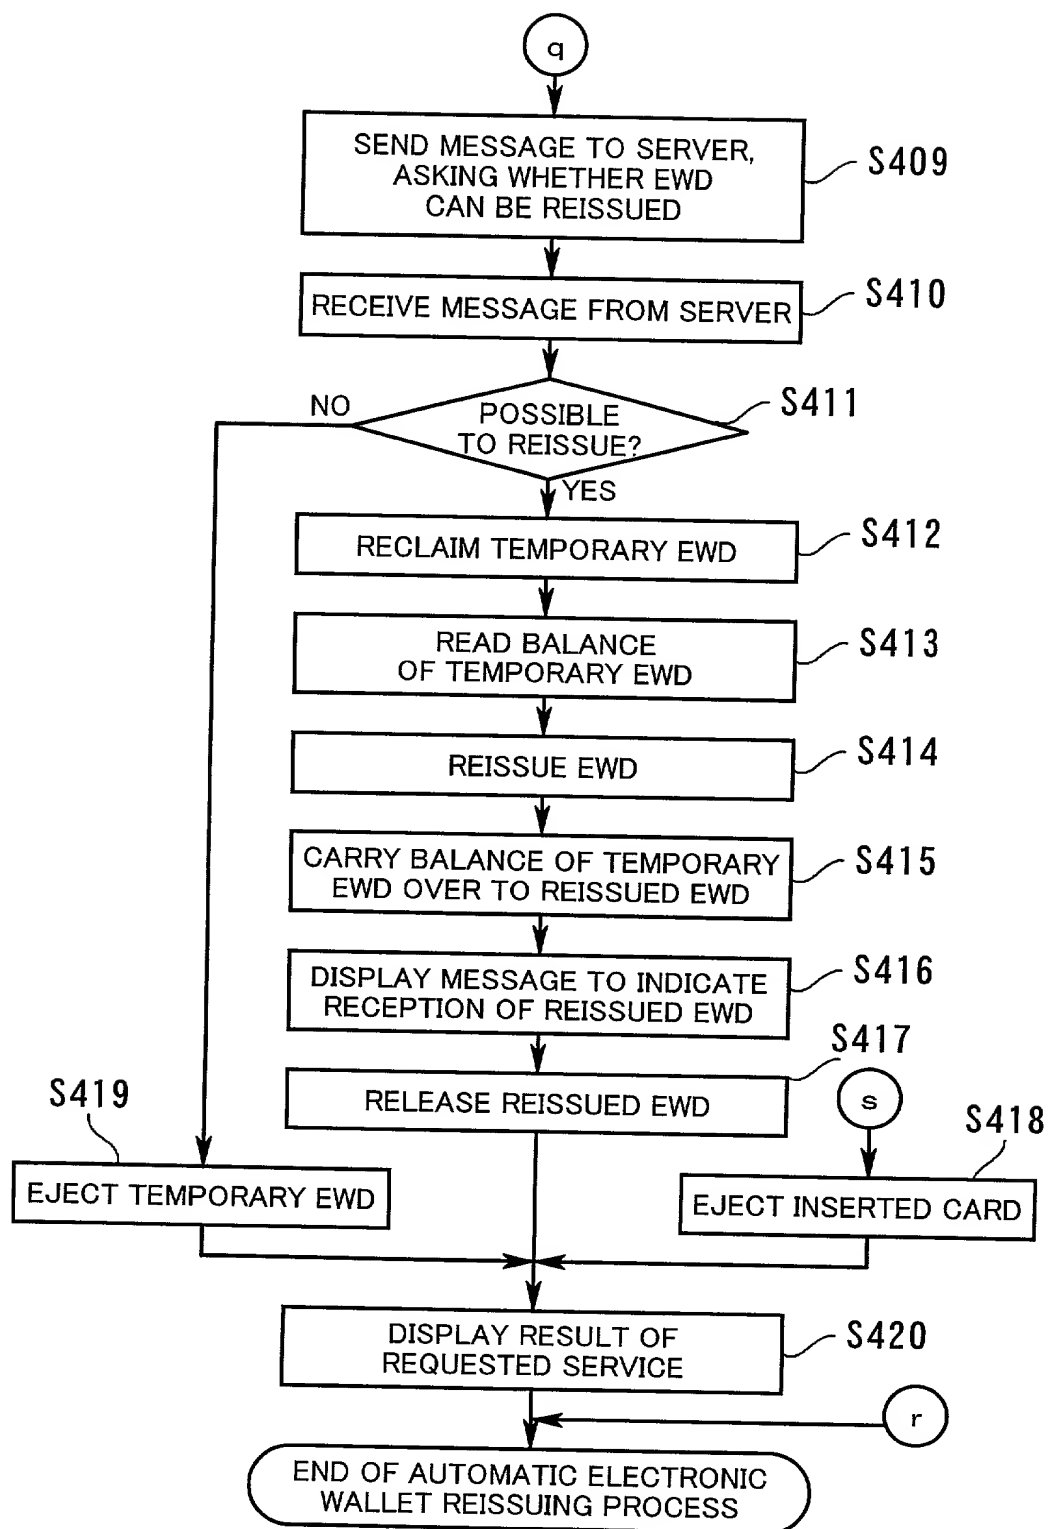 q
SEND MESSAGE TO SERVER,
ASKING WHETHER EWD
CAN BE REISSUED
S409
RECEIVE MESSAGE FROM SERVER
S410
POSSIBLE
TO REISSUE?
S411
NO
YES
RECLAIM TEMPORARY EWD
S412
READ BALANCE
OF TEMPORARY EWD
S413
REISSUE EWD
S414
CARRY BALANCE OF TEMPORARY
EWD OVER TO REISSUED EWD
S415
DISPLAY MESSAGE TO INDICATE
RECEPTION OF REISSUED EWD
S416
RELEASE REISSUED EWD
S417
S419
EJECT TEMPORARY EWD
s
S418
EJECT INSERTED CARD
DISPLAY RESULT OF
REQUESTED SERVICE
S420
r
END OF AUTOMATIC ELECTRONIC
WALLET REISSUING PROCESS